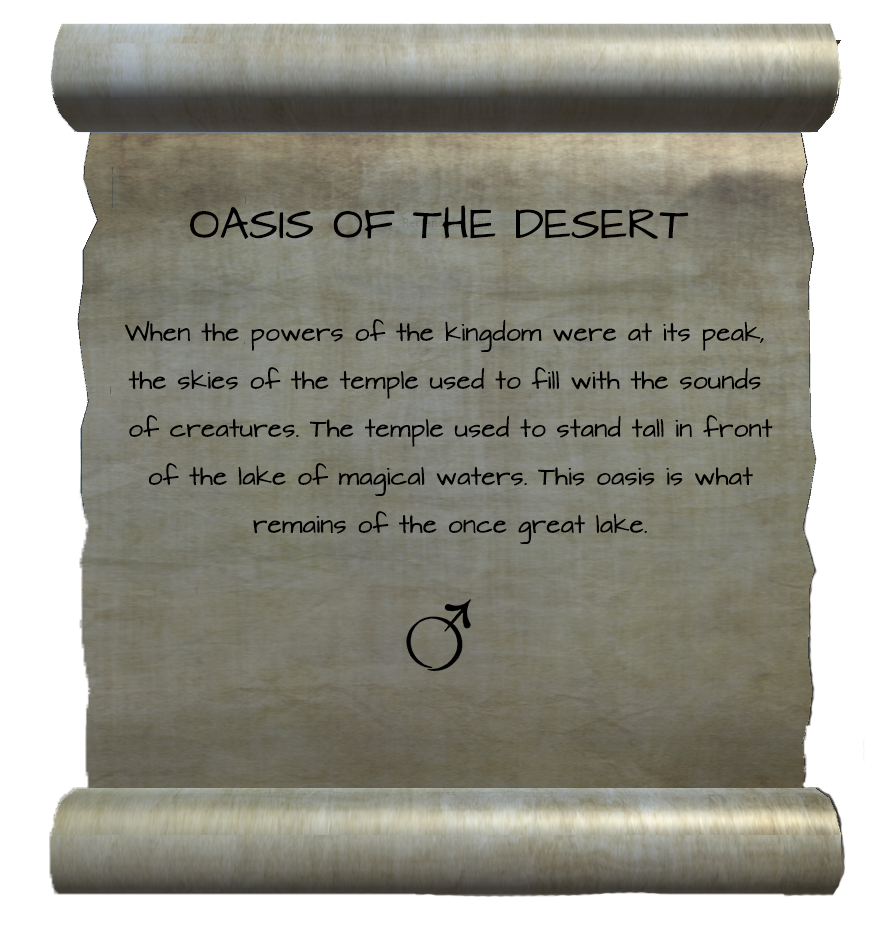 OASIS OF THE DESERT
When the powers of the kingdom were at its peak,
the skies of the temple used to fill with the sounds
of creatures. The temple used to stand tall in front
of the lake of magical waters. This oasis is what
remains of the once great lake.
♂